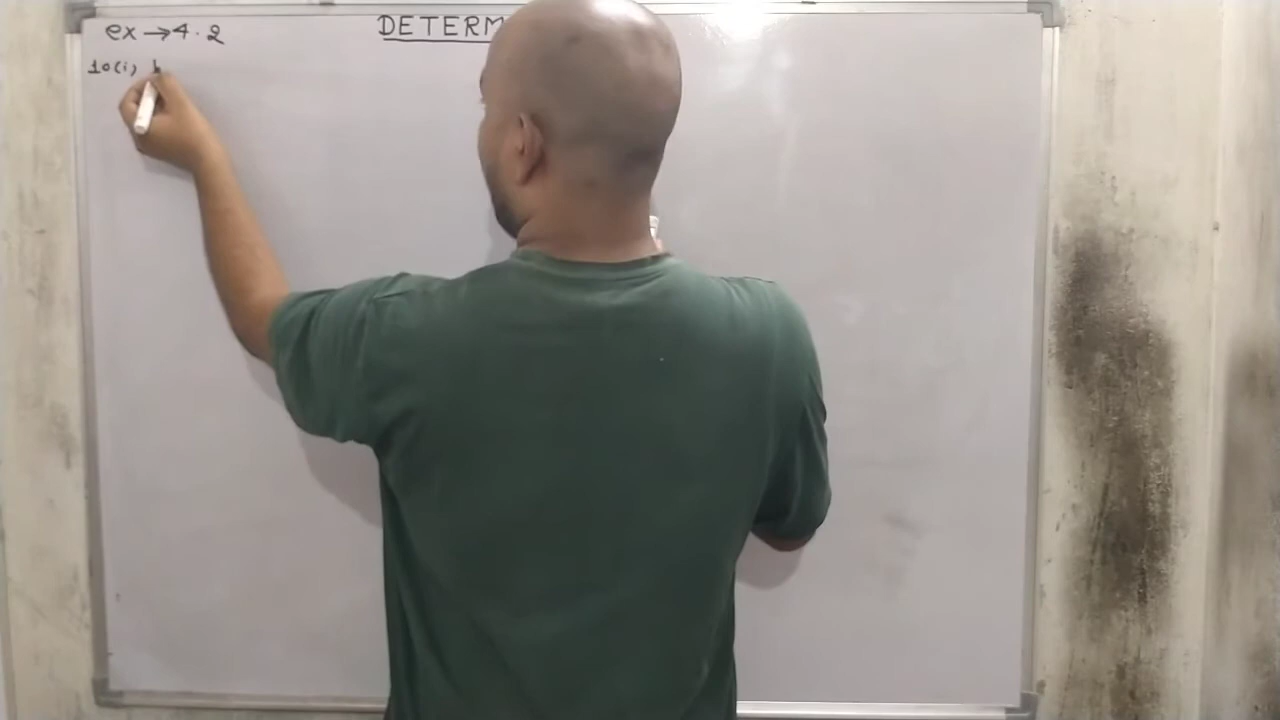 ex → 4.2
DETERM
10(i)